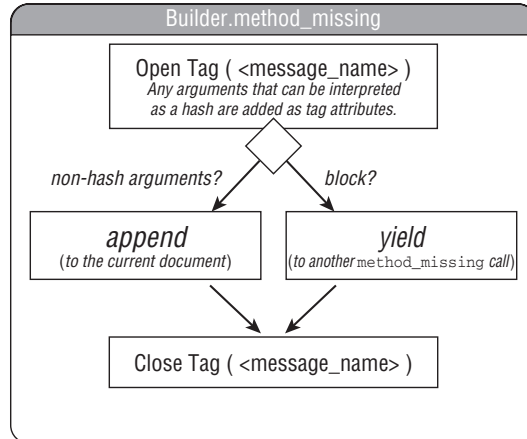 Builder.method_missing
Open Tag ( <message_name> )
Any arguments that can be interpreted
as a hash are added as tag attributes.
non-hash arguments?
block?
append
(to the current document)
yield
(to another method_missing call)
Close Tag ( <message_name> )